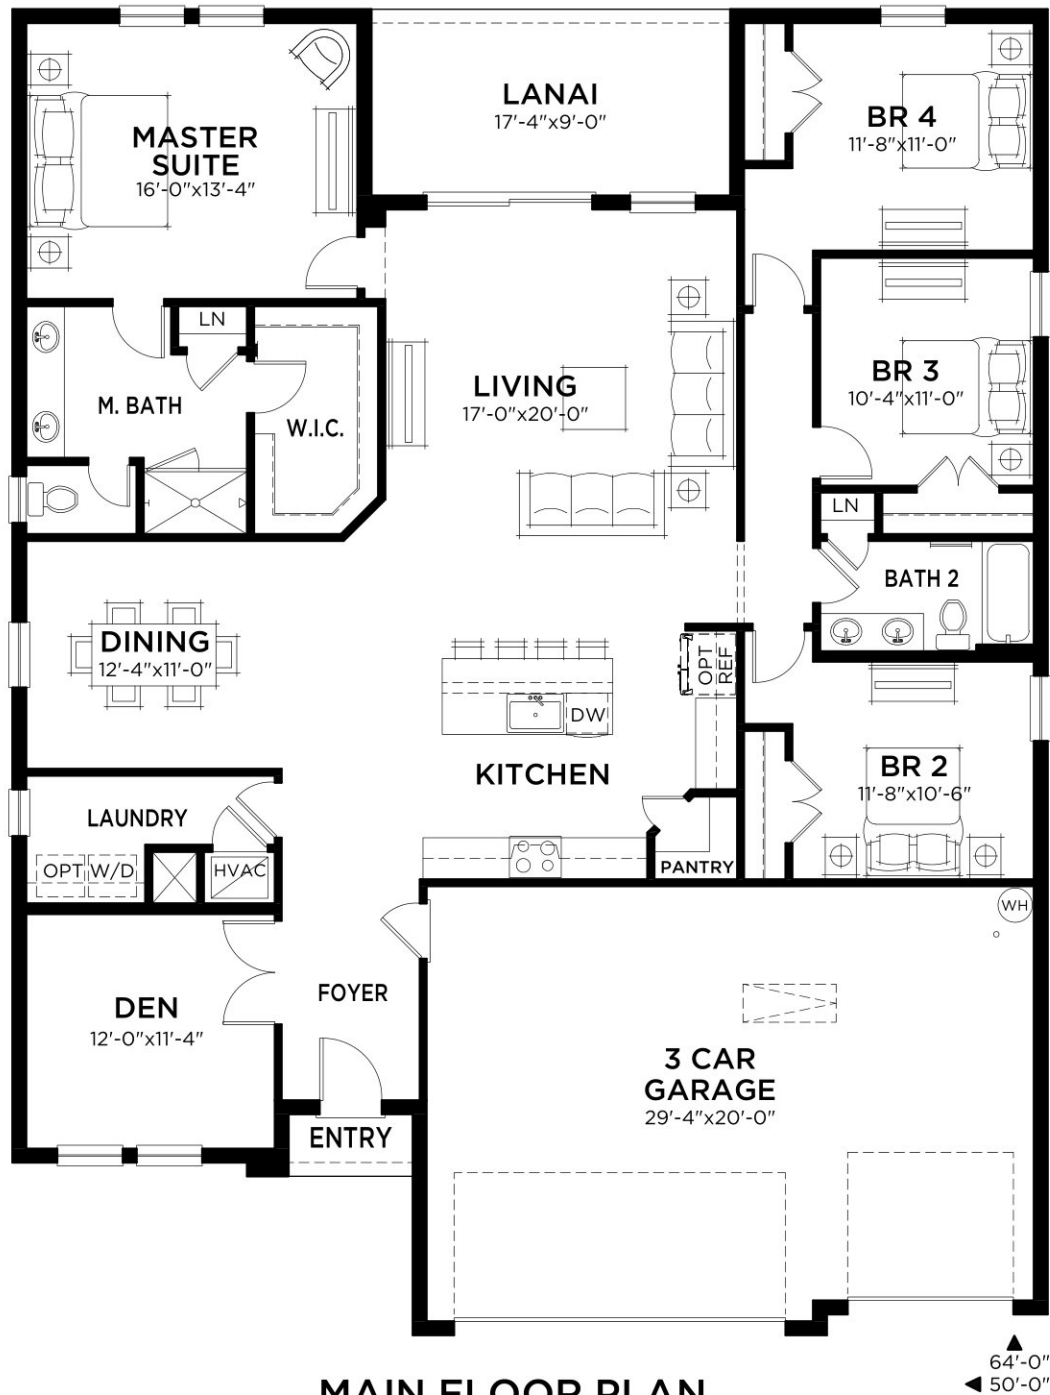 LANAI
17'-4"x9'-0"
BR 4
11'-8"x11'-0"
MASTER
SUITE
16'-0"x13'-4"
LN
M. BATH
W.I.C.
LIVING
17'-0"x20'-0"
BR 3
10'-4"x11'-0"
LN
BATH 2
DINING
12'-4"x11'-0"
OPT
REF
DW
KITCHEN
BR 2
11'-8"x10'-6"
LAUNDRY
OPT W/D
HVAC
PANTRY
WH
DEN
12'-0"x11'-4"
FOYER
3 CAR
GARAGE
29'-4"x20'-0"
ENTRY
64'-0"
50'-0"
MAIN FLOOR PLAN